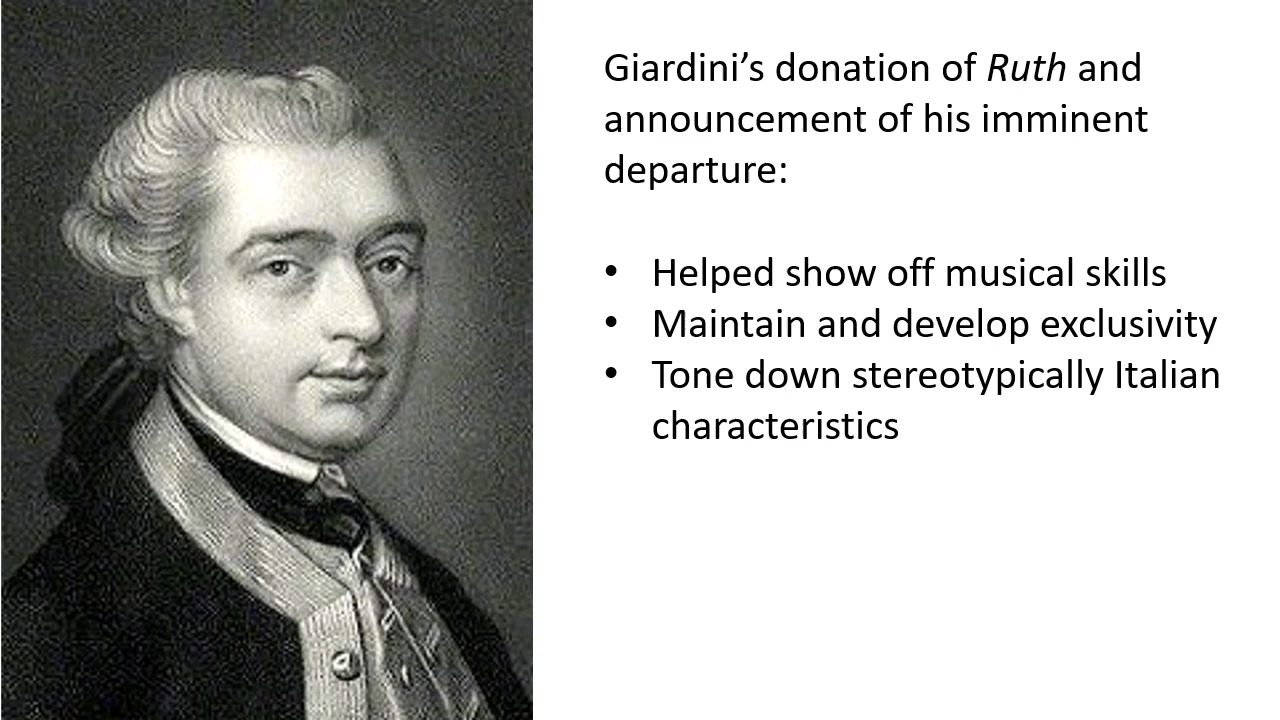 Giardini’s donation of Ruth and
announcement of his imminent
departure:
• Helped show off musical skills
• Maintain and develop exclusivity
• Tone down stereotypically Italian
characteristics